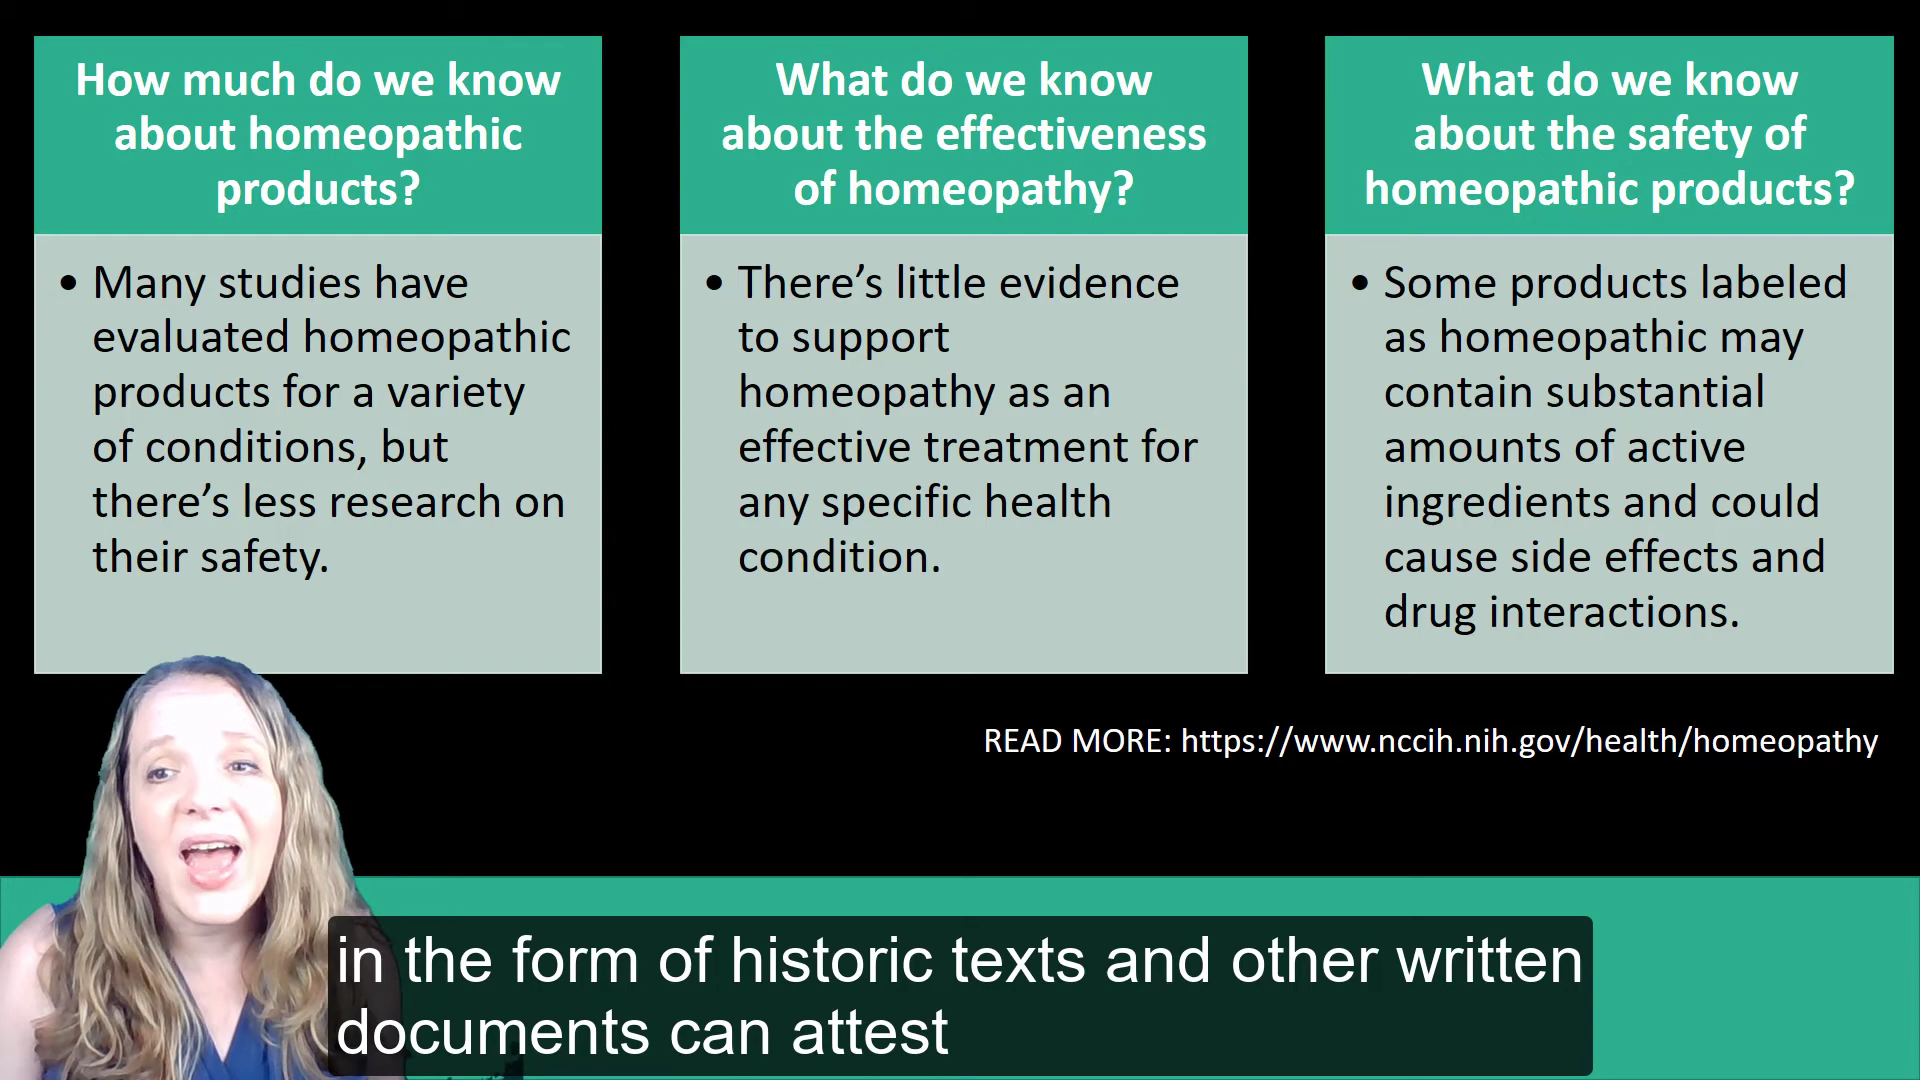 How much do we know
about homeopathic
products?
• Many studies have
evaluated homeopathic
products for a variety
of conditions, but
there’s less research on
their safety.
What do we know
about the effectiveness
of homeopathy?
• There’s little evidence
to support
homeopathy as an
effective treatment for
any specific health
condition.
What do we know
about the safety of
homeopathic products?
• Some products labeled
as homeopathic may
contain substantial
amounts of active
ingredients and could
cause side effects and
drug interactions.
READ MORE: https://www.nccih.nih.gov/health/homeopathy
in the form of historic texts and other written
documents can attest